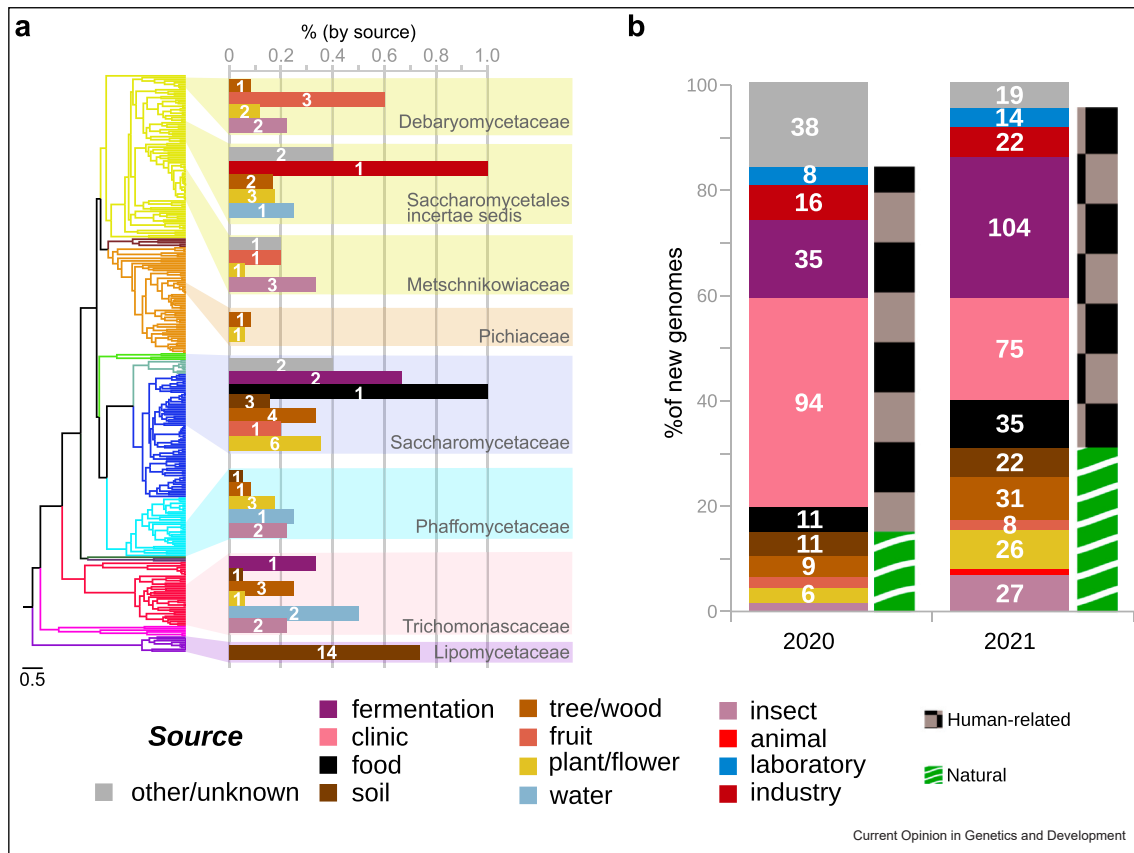 a
% (by source)
0 0.2 0.4 0.6 0.8 1.0
1
3
2
2
Debaryomycetaceae
2
1
2
3
1
Saccharomycetales
incertae sedis
1
1
1
3
Metschnikowiaceae
1
1
Pichiaceae
2
2
1
3
4
1
6
Saccharomycetaceae
1
1
3
1
2
Phaffomycetaceae
1
1
3
1
2
2
Trichomonascaceae
14
Lipomycetaceae
0.5
b
%of new genomes
100
80
60
40
20
0
38
8
16
35
94
11
11
9
6
2020
19
14
22
104
75
35
22
31
8
26
27
2021
Source
other/unknown
fermentation
clinic
food
soil
tree/wood
fruit
plant/flower
water
insect
animal
laboratory
industry
Human-related
Natural
Current Opinion in Genetics and Development